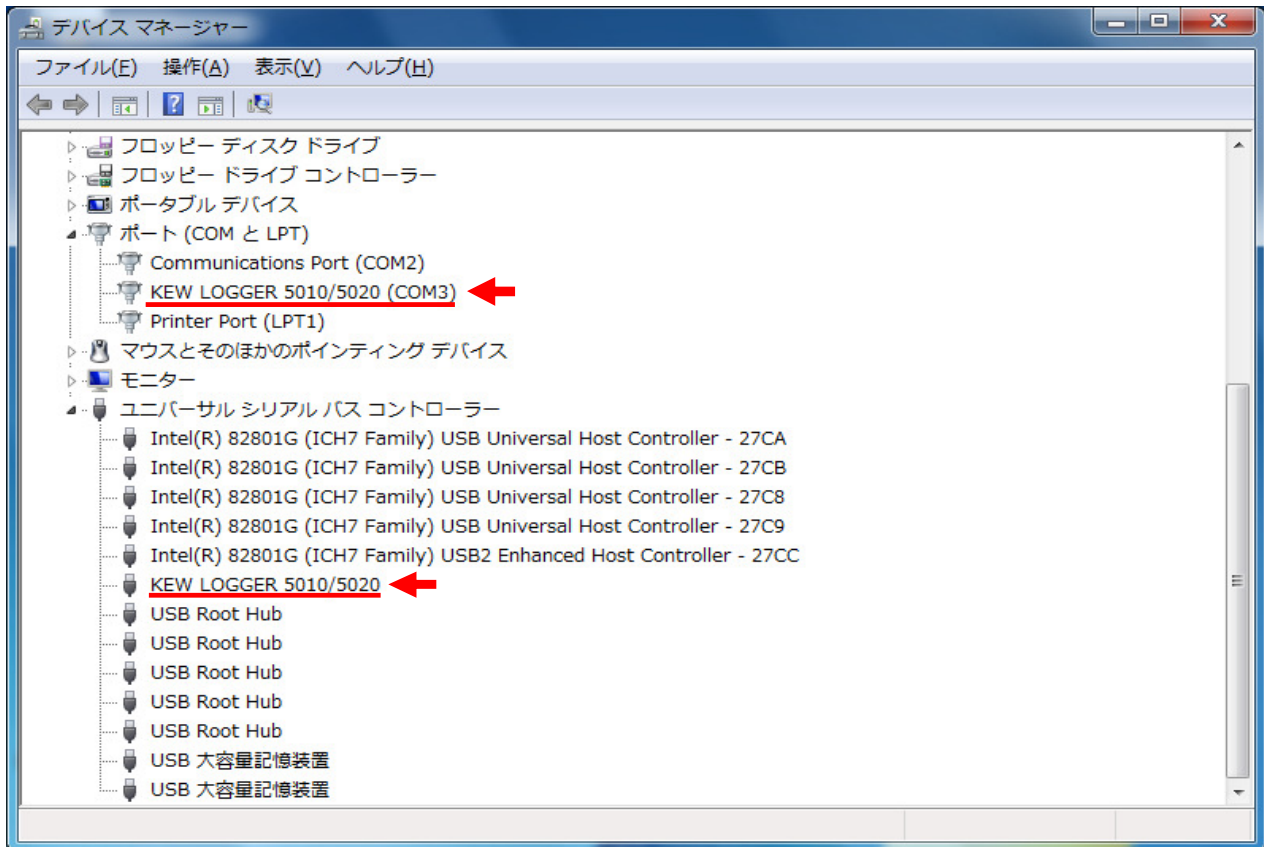 デバイス マネージャー
ファイル(F) 操作(A) 表示(V) ヘルプ(H)
フロッピー ディスク ドライブ
フロッピー ドライブ コントローラー
ポータブル デバイス
ポート (COM と LPT)
Communications Port (COM2)
KEW LOGGER 5010/5020 (COM3)
Printer Port (LPT1)
マウスとそのほかのポインティング デバイス
モニター
ユニバーサル シリアル バス コントローラー
Intel(R) 82801G (ICH7 Family) USB Universal Host Controller - 27CA
Intel(R) 82801G (ICH7 Family) USB Universal Host Controller - 27CB
Intel(R) 82801G (ICH7 Family) USB Universal Host Controller - 27C8
Intel(R) 82801G (ICH7 Family) USB Universal Host Controller - 27C9
Intel(R) 82801G (ICH7 Family) USB2 Enhanced Host Controller - 27CC
KEW LOGGER 5010/5020
USB Root Hub
USB Root Hub
USB Root Hub
USB Root Hub
USB Root Hub
USB 大容量記憶装置
USB 大容量記憶装置